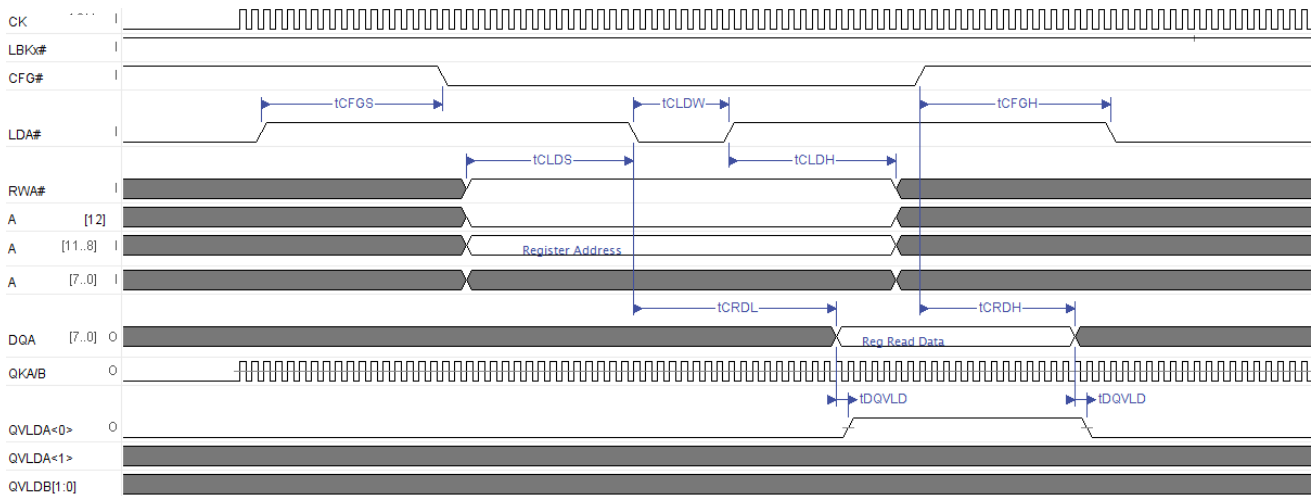 CK I
LBKx# I
CFG# I
tCFGS tCLDW tCFGH
LDA# I
tCLDS tCLDH
RWA# I
A [12]
A [11..8] I Register Address
A [7..0] I
tCRDL tCRDH
DQA [7..0] O Reg Read Data
QKA/B O
tDQVLD tDQVLD
QVLDA<0> O
QVLDA<1>
QVLDB[1:0]